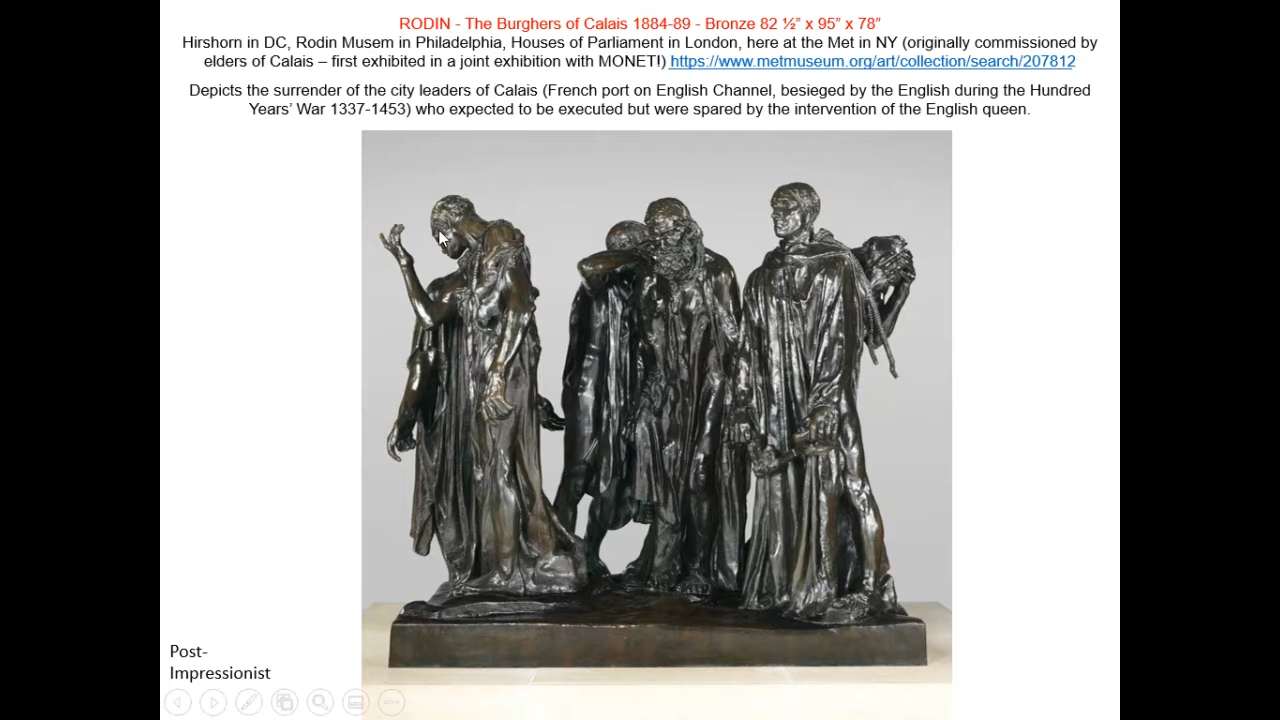 RODIN - The Burghers of Calais 1884-89 - Bronze 82 ½” x 95” x 78”
Hirshorn in DC, Rodin Musem in Philadelphia, Houses of Parliament in London, here at the Met in NY (originally commissioned by
elders of Calais – first exhibited in a joint exhibition with MONET!) https://www.metmuseum.org/art/collection/search/207812
Depicts the surrender of the city leaders of Calais (French port on English Channel, besieged by the English during the Hundred
Years’ War 1337-1453) who expected to be executed but were spared by the intervention of the English queen.
Post-
Impressionist